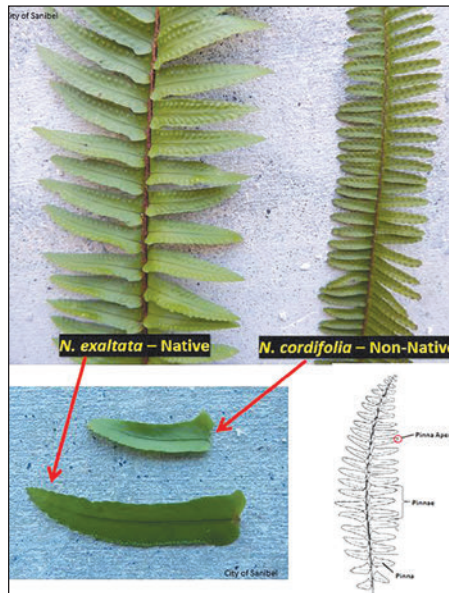 City of Sanibel
N. exaltata – Native
N. cordifolia – Non-Native
Pinna Apex
Pinnae
Pinna
City of Sanibel